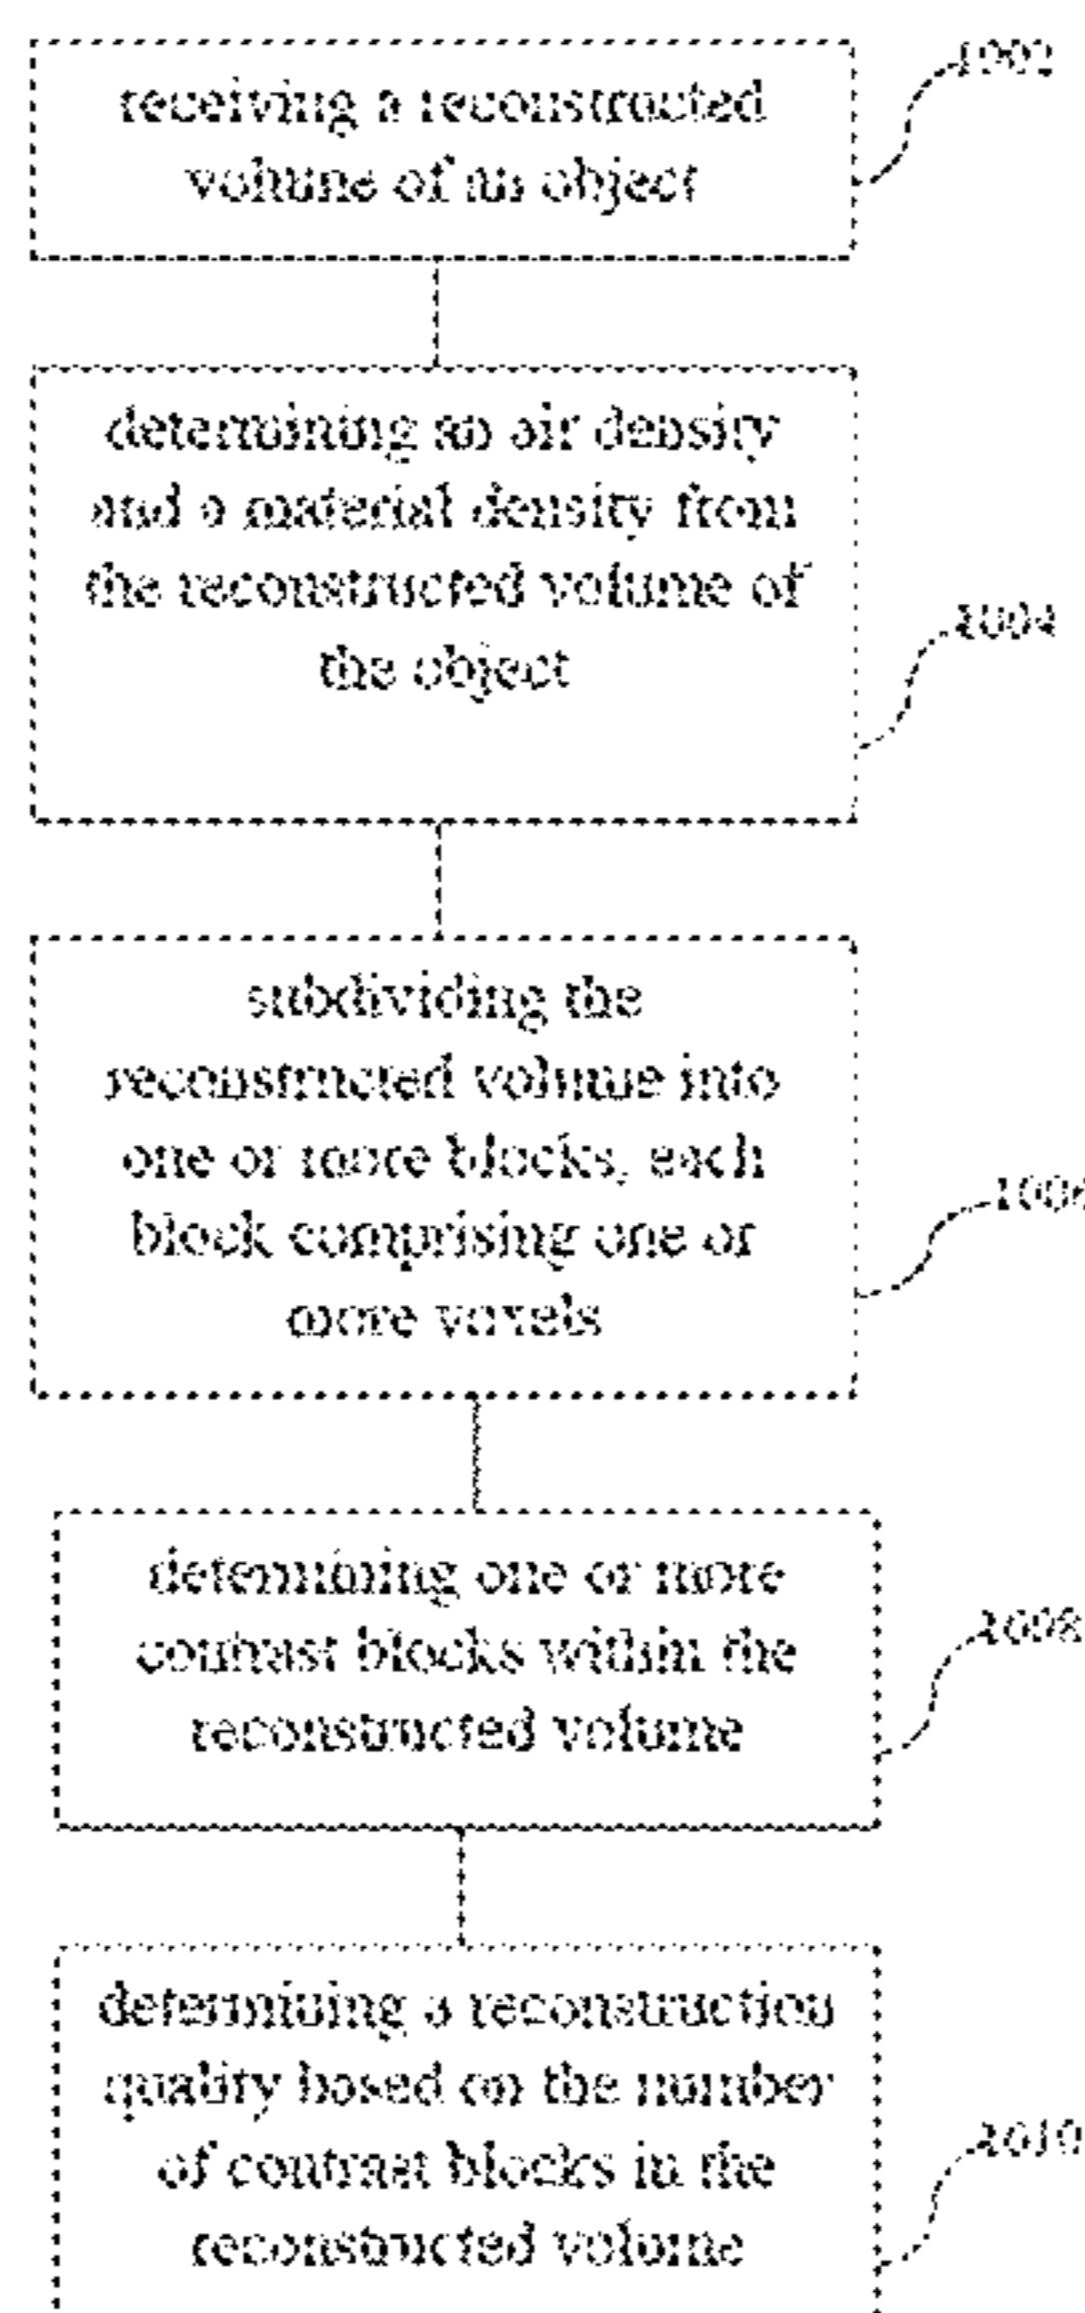 receiving a reconstructed
volume of an object
1002
determining an air density
and a material density from
the reconstructed volume of
the object
1004
subdividing the
reconstructed volume into
one or more blocks, each
block comprising one or
more voxels
1006
determining one or more
contrast blocks within the
reconstructed volume
1008
determining a reconstruction
quality based on the number
of contrast blocks in the
reconstructed volume
1010